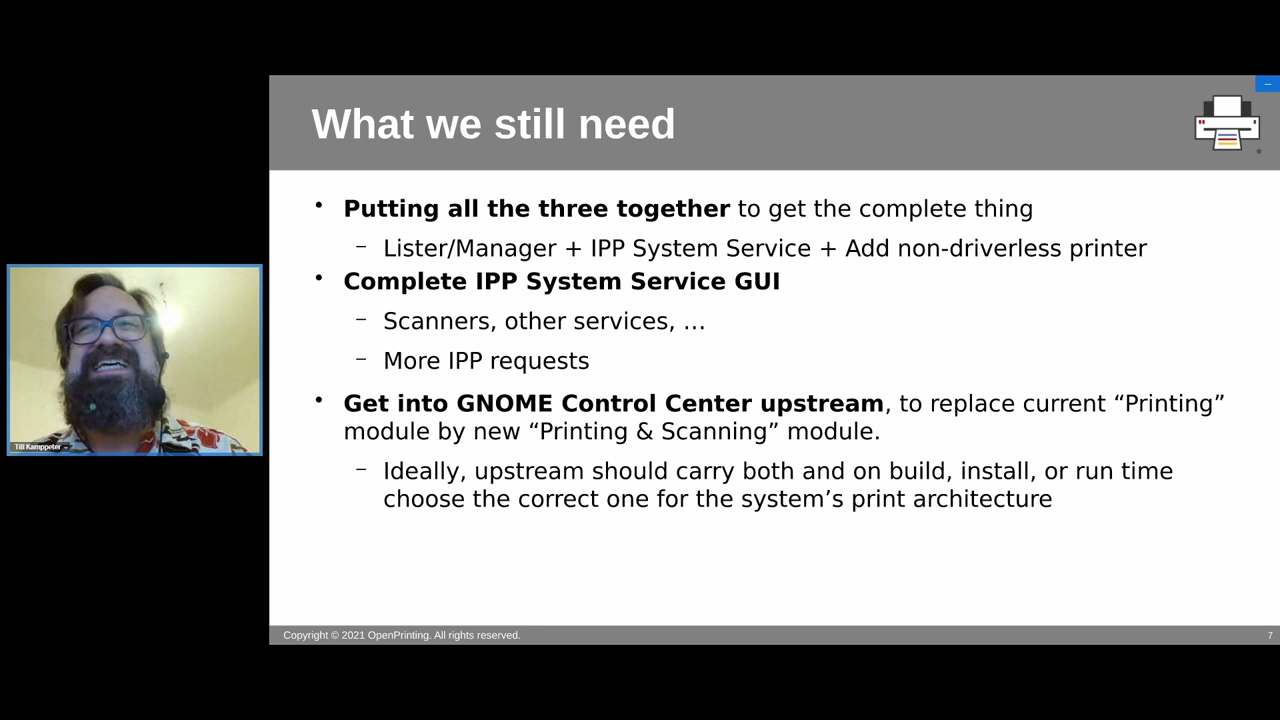 What we still need
• Putting all the three together to get the complete thing
– Lister/Manager + IPP System Service + Add non-driverless printer
• Complete IPP System Service GUI
– Scanners, other services, …
– More IPP requests
• Get into GNOME Control Center upstream, to replace current “Printing”
module by new “Printing & Scanning” module.
– Ideally, upstream should carry both and on build, install, or run time
choose the correct one for the system’s print architecture
Till Kamppeter
Copyright © 2021 OpenPrinting. All rights reserved.
7